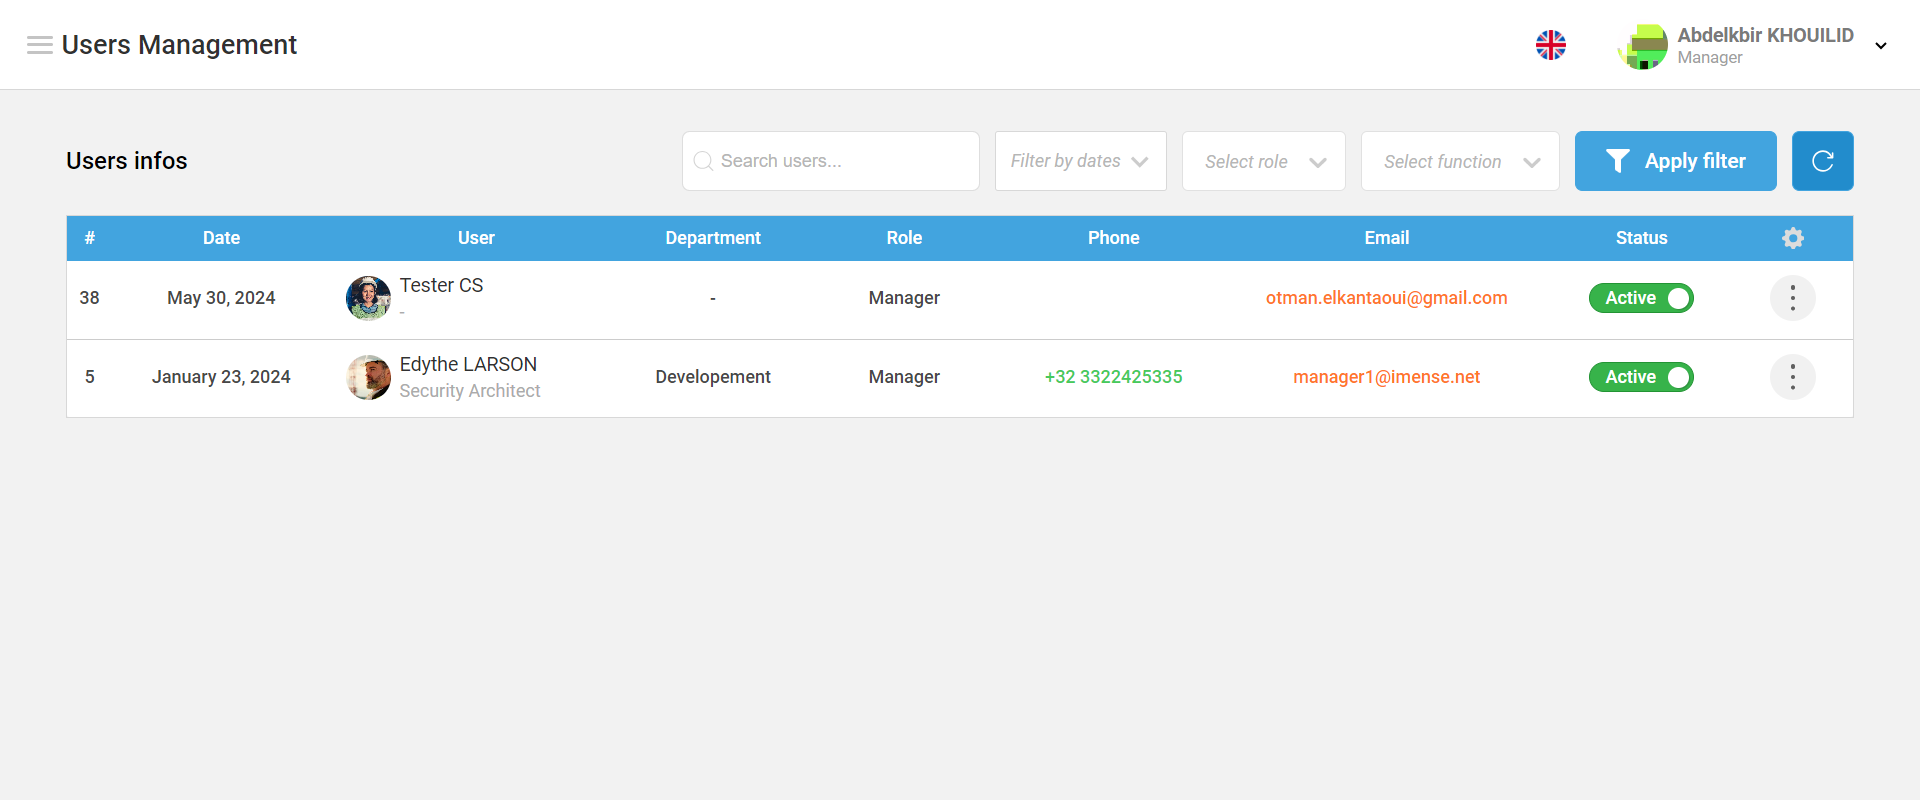 Users Management
Abdelkbir KHOUILID
Manager
Users infos
Search users...
Filter by dates
Select role
Select function
Apply filter
# Date User Department Role Phone Email Status
38 May 30, 2024 Tester CS - Manager otman.elkantaoui@gmail.com Active
-
5 January 23, 2024 Edythe LARSON Developement Manager +32 3322425335 manager1@imense.net Active
Security Architect